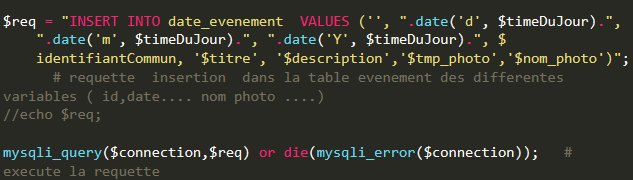 $req = "INSERT INTO date_evenement  VALUES ('', ".date('d', $timeDuJour).",
".date('m', $timeDuJour).", ".date('Y', $timeDuJour).", $
identifiantCommun, '$titre', '$description','$tmp_photo','$nom_photo')";
# requette  insertion  dans la table evenement des differentes
variables ( id,date.... nom photo ....)
//echo $req;
mysqli_query($connection,$req) or die(mysqli_error($connection));   #
execute la requette